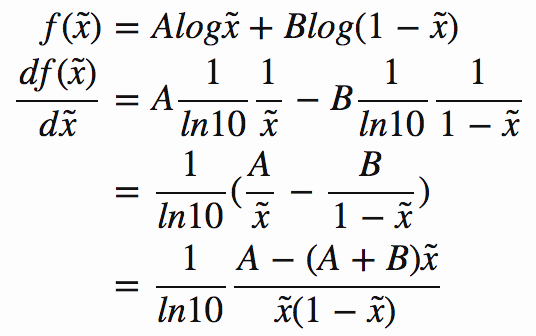 f(x̃) = Alogx̃ + Blog(1 − x̃)
df(x̃)/dx̃ = A 1/ln10 1/x̃ − B 1/ln10 1/(1 − x̃)
= 1/ln10 (A/x̃ − B/(1 − x̃))
= 1/ln10 (A − (A + B)x̃)/(x̃(1 − x̃))